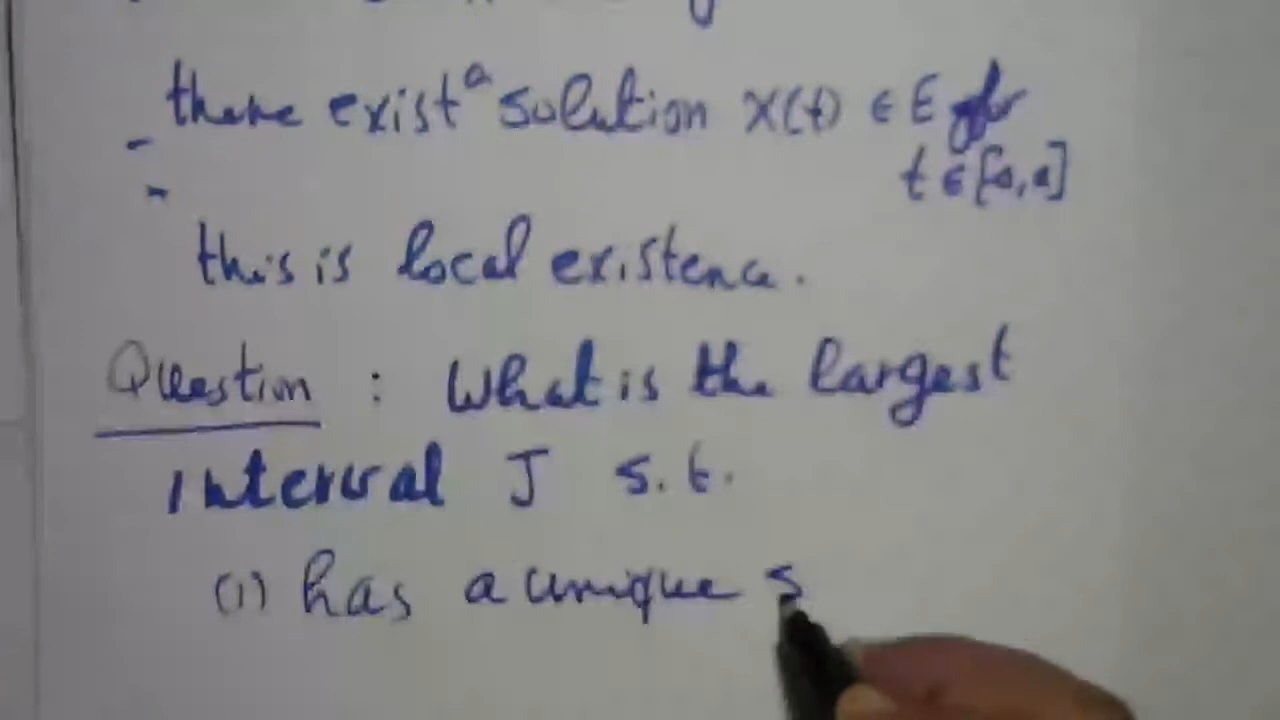 there exist a solution x(t) ∈ E for
t ∈ [0, a]
this is local existence.
Question : What is the largest
Interval J s.t.
(1) has a unique s